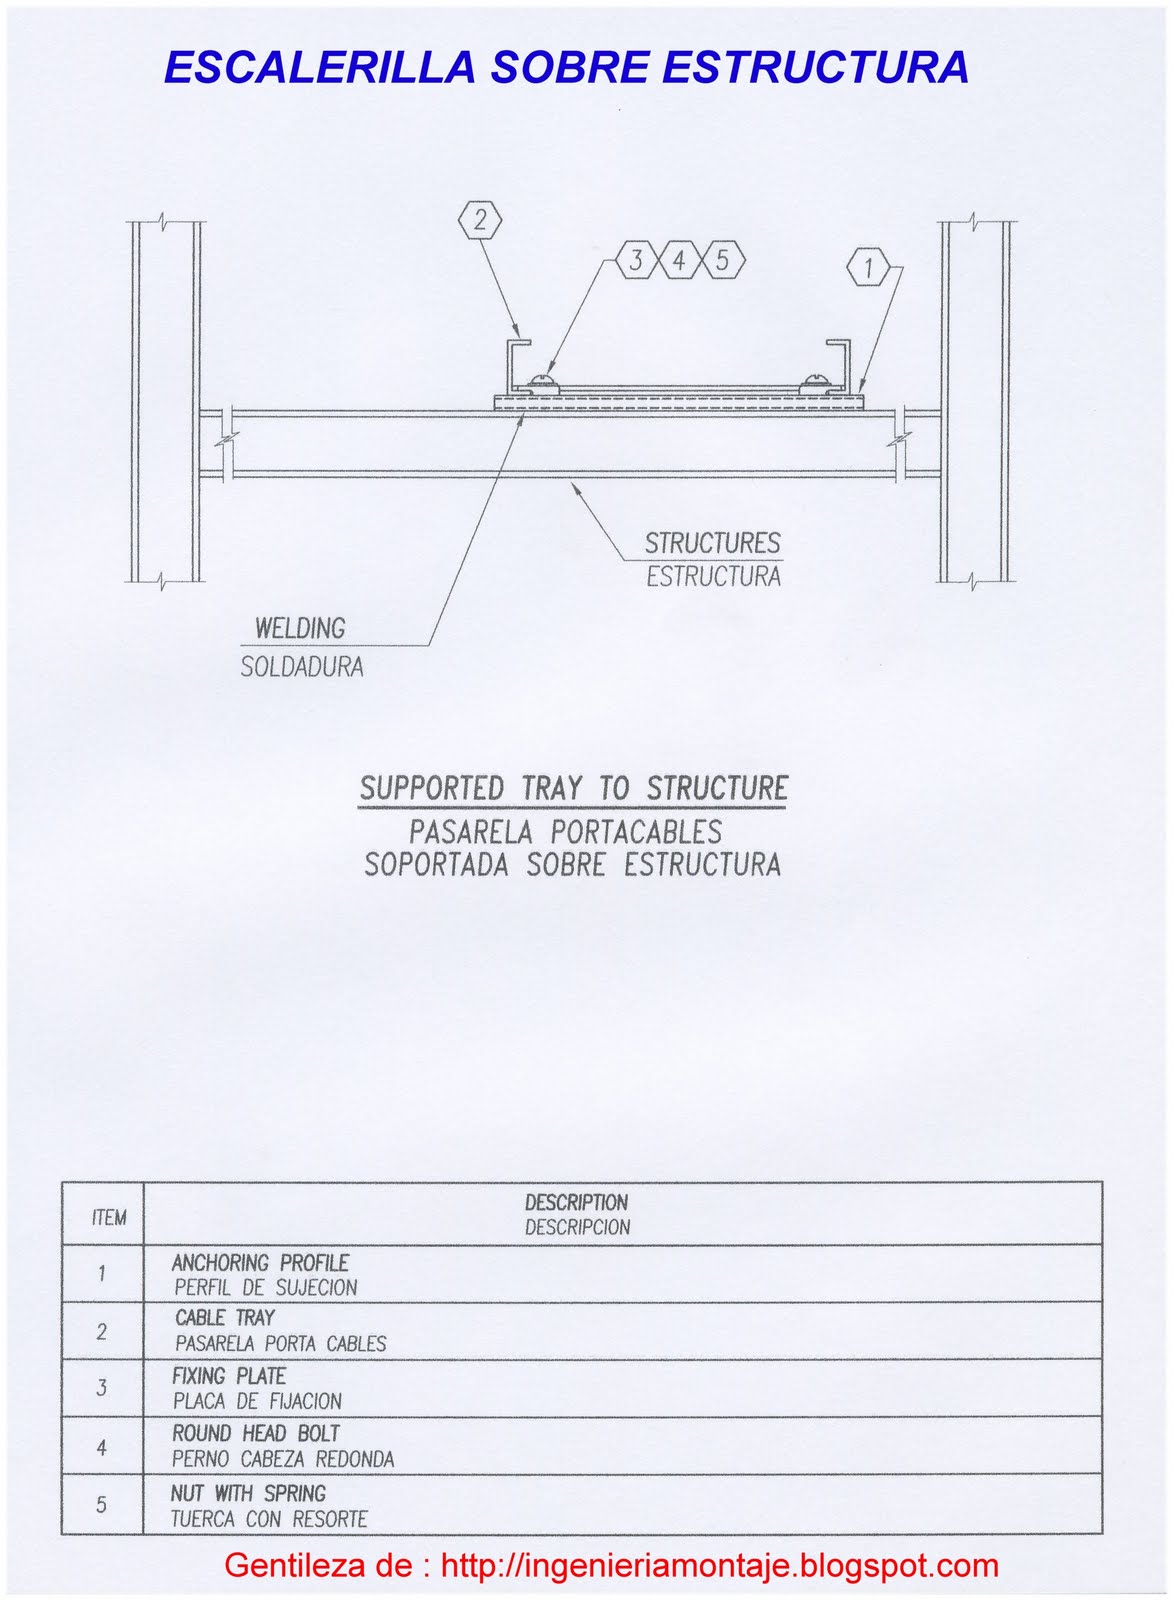 ESCALERILLA SOBRE ESTRUCTURA
2
3 4 5
1
STRUCTURES
ESTRUCTURA
WELDING
SOLDADURA
SUPPORTED TRAY TO STRUCTURE
PASARELA PORTACABLES
SOPORTADA SOBRE ESTRUCTURA
ITEM
DESCRIPTION
DESCRIPCION
1
ANCHORING PROFILE
PERFIL DE SUJECION
2
CABLE TRAY
PASARELA PORTA CABLES
3
FIXING PLATE
PLACA DE FIJACION
4
ROUND HEAD BOLT
PERNO CABEZA REDONDA
5
NUT WITH SPRING
TUERCA CON RESORTE
Gentileza de : http://ingenieriamontaje.blogspot.com